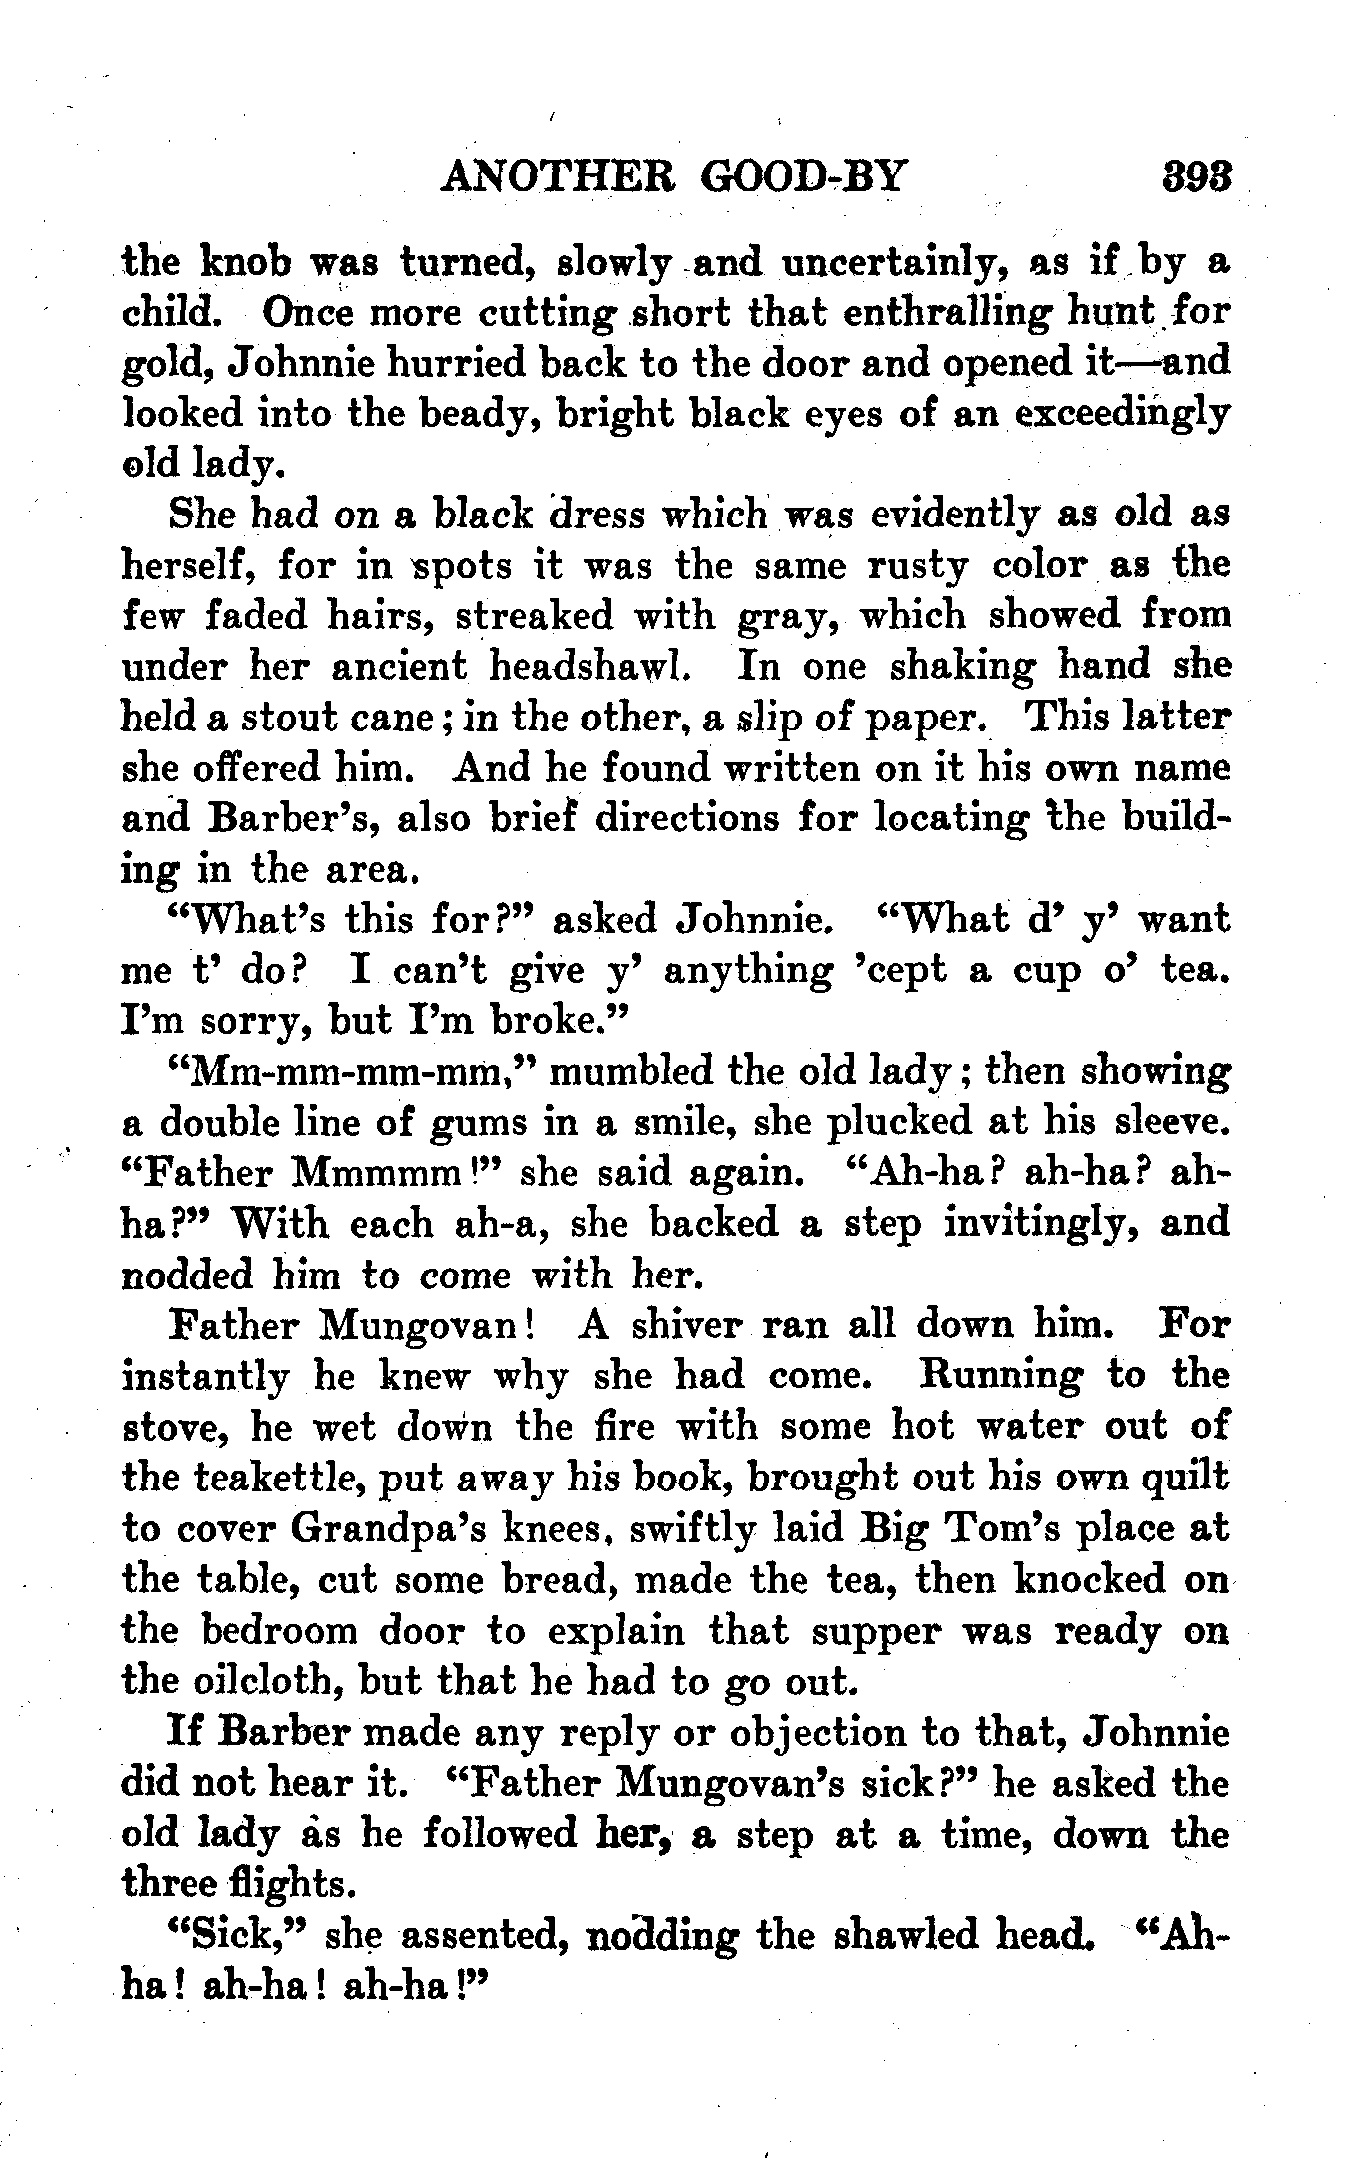 ANOTHER GOOD-BY 393
the knob was turned, slowly and uncertainly, as if by a
child. Once more cutting short that enthralling hunt for
gold, Johnnie hurried back to the door and opened it—and
looked into the beady, bright black eyes of an exceedingly
old lady.
She had on a black dress which was evidently as old as
herself, for in spots it was the same rusty color as the
few faded hairs, streaked with gray, which showed from
under her ancient headshawl. In one shaking hand she
held a stout cane; in the other, a slip of paper. This latter
she offered him. And he found written on it his own name
and Barber's, also brief directions for locating the build-
ing in the area.
“What's this for?” asked Johnnie. “What d' y' want
me t' do? I can't give y' anything 'cept a cup o' tea.
I'm sorry, but I'm broke.”
“Mm-mm-mm-mm,” mumbled the old lady; then showing
a double line of gums in a smile, she plucked at his sleeve.
“Father Mmmmm!” she said again. “Ah-ha? ah-ha? ah-
ha?” With each ah-a, she backed a step invitingly, and
nodded him to come with her.
Father Mungovan! A shiver ran all down him. For
instantly he knew why she had come. Running to the
stove, he wet down the fire with some hot water out of
the teakettle, put away his book, brought out his own quilt
to cover Grandpa's knees, swiftly laid Big Tom's place at
the table, cut some bread, made the tea, then knocked on
the bedroom door to explain that supper was ready on
the oilcloth, but that he had to go out.
If Barber made any reply or objection to that, Johnnie
did not hear it. “Father Mungovan's sick?” he asked the
old lady as he followed her, a step at a time, down the
three flights.
“Sick,” she assented, nodding the shawled head. “Ah-
ha! ah-ha! ah-ha!”